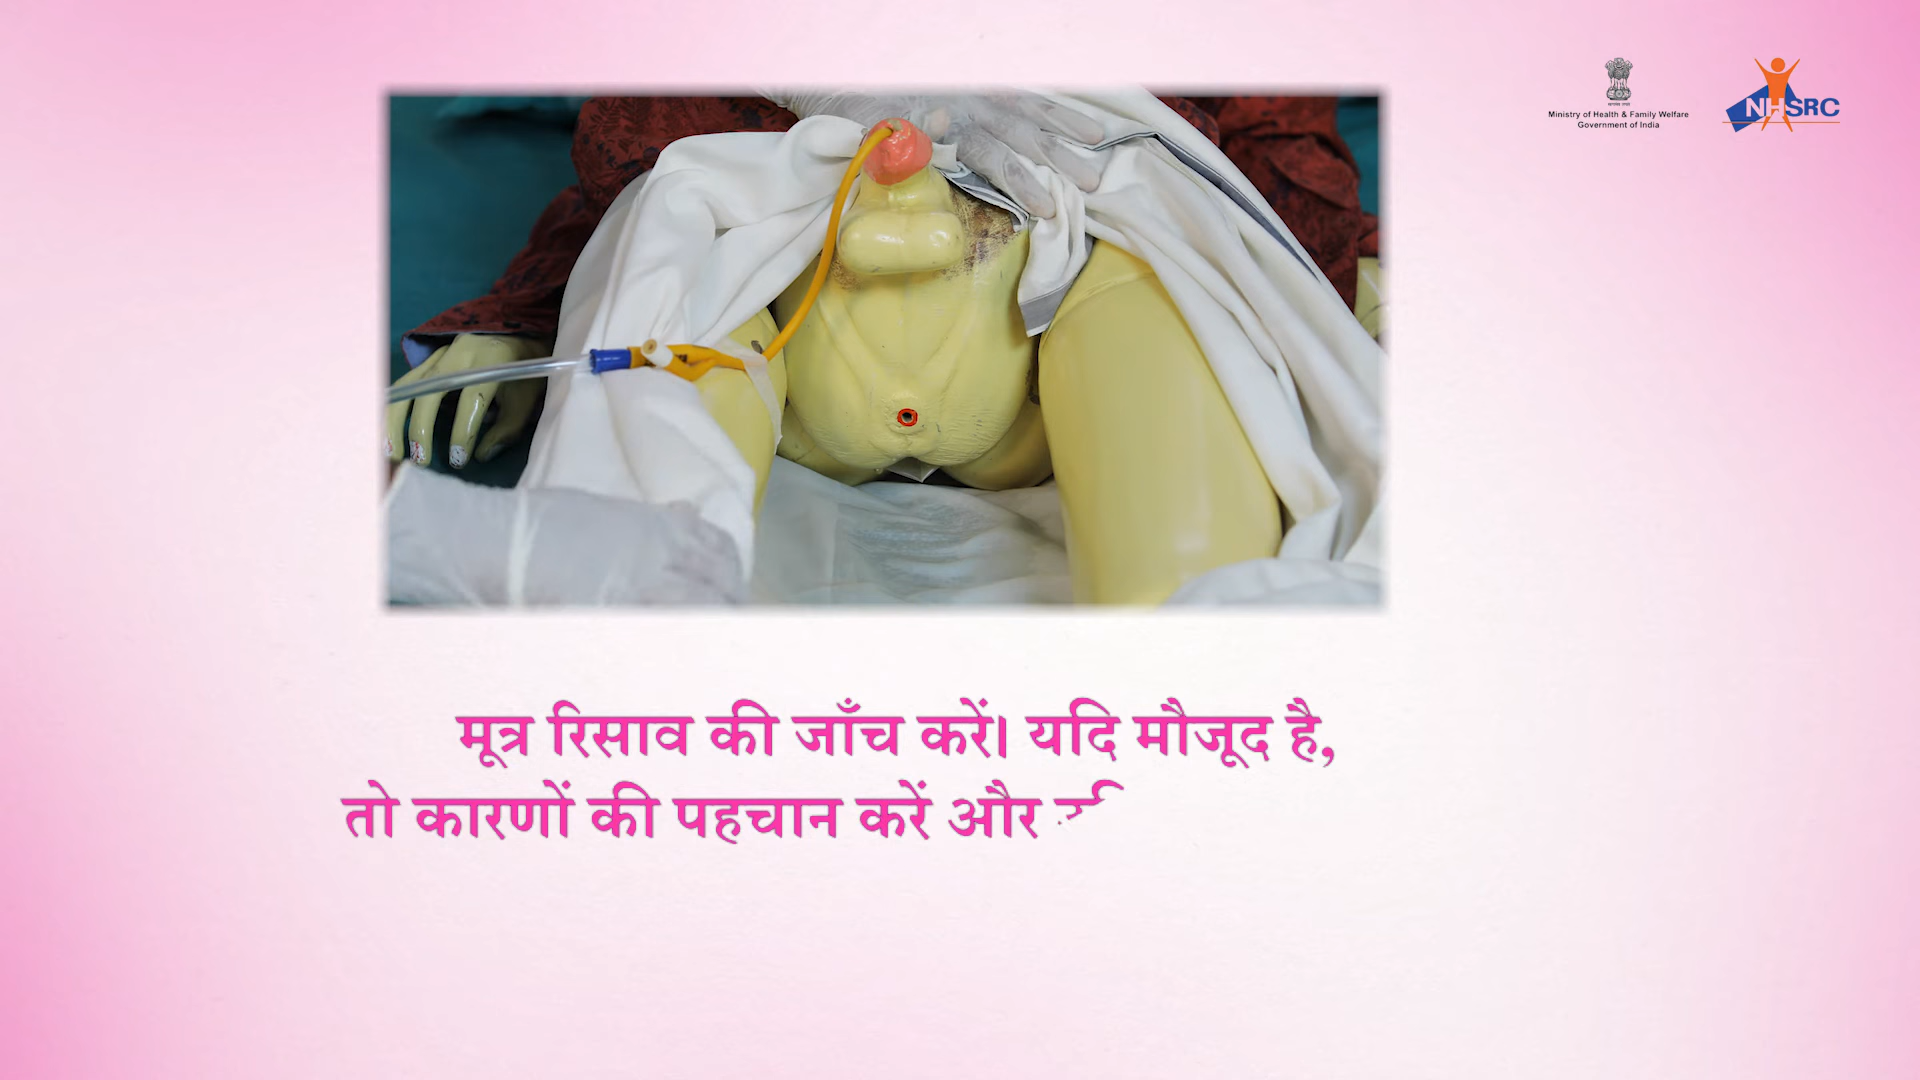 Ministry of Health & Family Welfare
Government of India
NHSRC
मूत्र रिसाव की जाँच करें। यदि मौजूद है,
तो कारणों की पहचान करें और